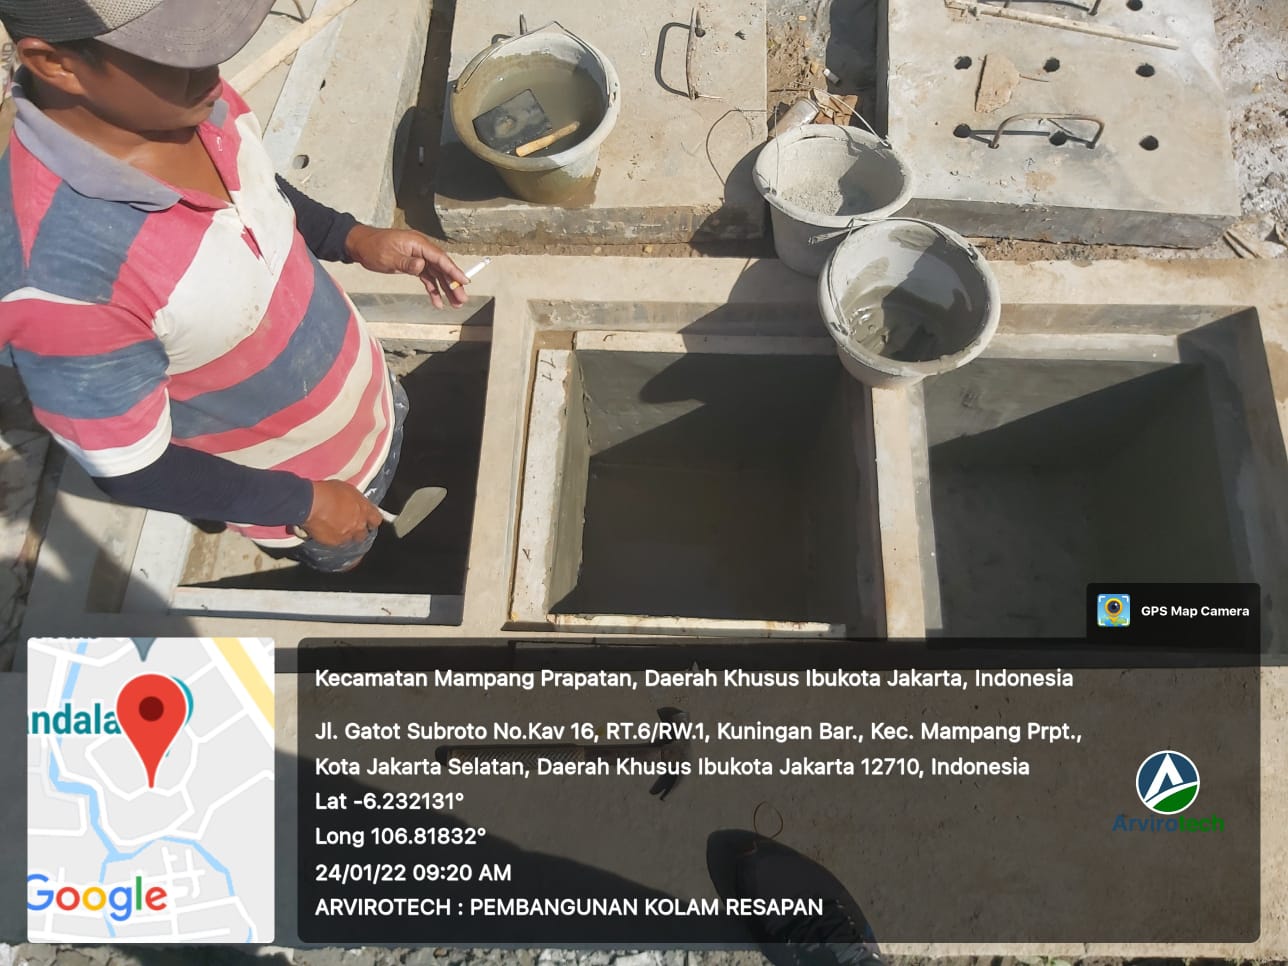 GPS Map Camera
Kecamatan Mampang Prapatan, Daerah Khusus Ibukota Jakarta, Indonesia
Jl. Gatot Subroto No.Kav 16, RT.6/RW.1, Kuningan Bar., Kec. Mampang Prpt.,
Kota Jakarta Selatan, Daerah Khusus Ibukota Jakarta 12710, Indonesia
Lat -6.232131°
Long 106.81832°
24/01/22 09:20 AM
ARVIROTECH : PEMBANGUNAN KOLAM RESAPAN
andala
Google
Arvirotech